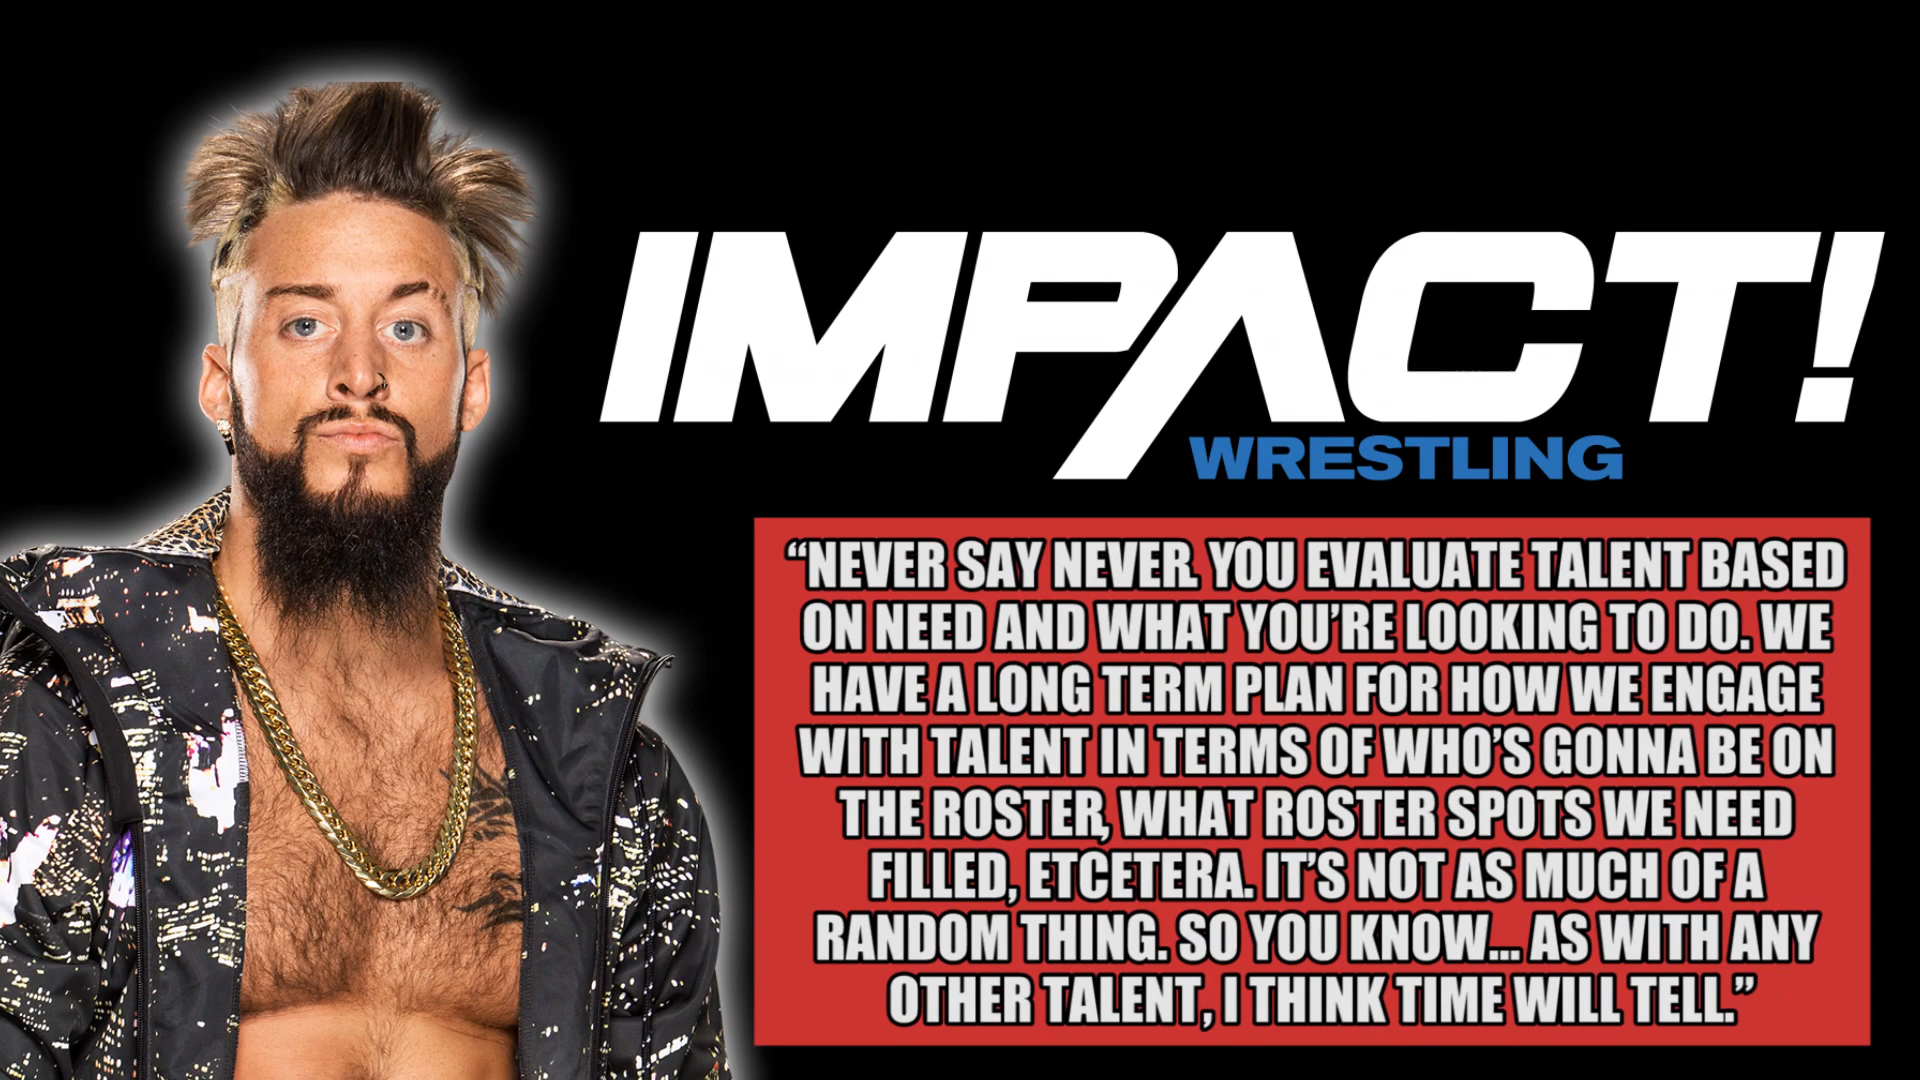 IMPACT!
WRESTLING
“NEVER SAY NEVER. YOU EVALUATE TALENT BASED
ON NEED AND WHAT YOU’RE LOOKING TO DO. WE
HAVE A LONG TERM PLAN FOR HOW WE ENGAGE
WITH TALENT IN TERMS OF WHO’S GONNA BE ON
THE ROSTER, WHAT ROSTER SPOTS WE NEED
FILLED, ETCETERA. IT’S NOT AS MUCH OF A
RANDOM THING. SO YOU KNOW... AS WITH ANY
OTHER TALENT, I THINK TIME WILL TELL.”